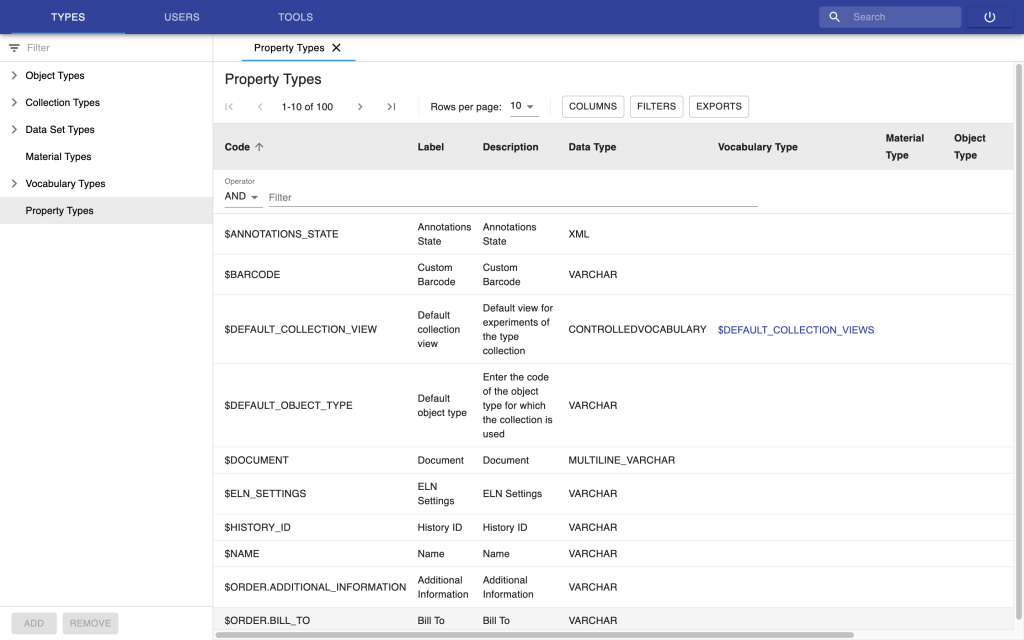 TYPES USERS TOOLS Search
Filter
Property Types
Object Types
Collection Types
Data Set Types
Material Types
Vocabulary Types
Property Types
ADD REMOVE
Property Types
1-10 of 100 Rows per page: 10 COLUMNS FILTERS EXPORTS
Code Label Description Data Type Vocabulary Type Material Type Object Type
Operator
AND Filter
$ANNOTATIONS_STATE Annotations State Annotations State XML
$BARCODE Custom Barcode Custom Barcode VARCHAR
$DEFAULT_COLLECTION_VIEW Default collection view Default view for experiments of the type collection CONTROLLEDVOCABULARY $DEFAULT_COLLECTION_VIEWS
$DEFAULT_OBJECT_TYPE Default object type Enter the code of the object type for which the collection is used VARCHAR
$DOCUMENT Document Document MULTILINE_VARCHAR
$ELN_SETTINGS ELN Settings ELN Settings VARCHAR
$HISTORY_ID History ID History ID VARCHAR
$NAME Name Name VARCHAR
$ORDER.ADDITIONAL_INFORMATION Additional Information Additional Information VARCHAR
$ORDER.BILL_TO Bill To Bill To VARCHAR